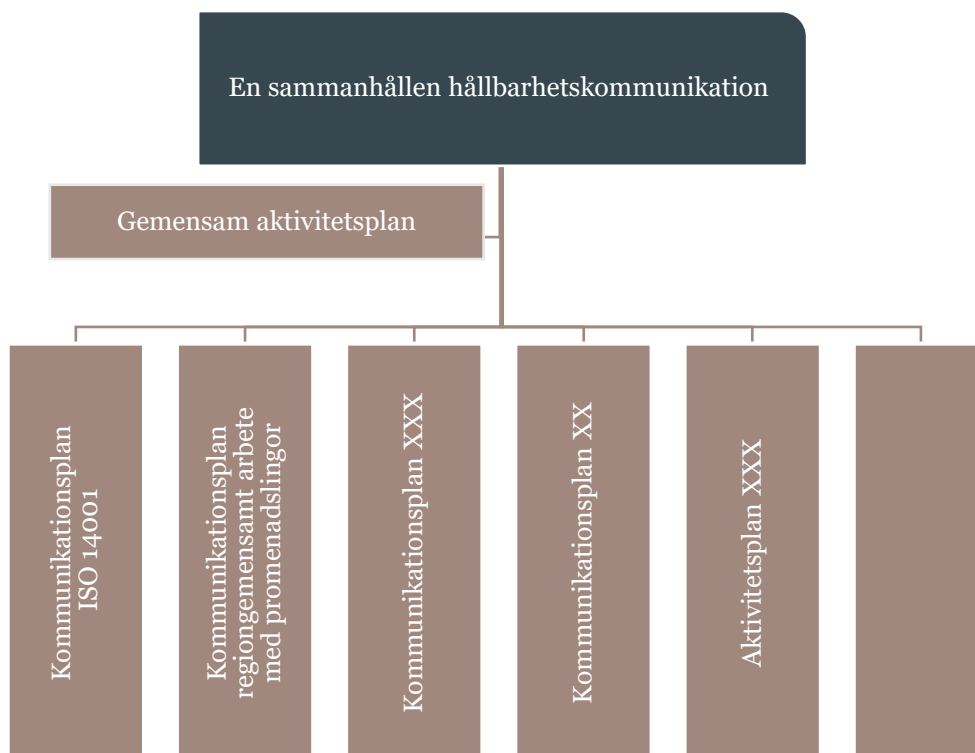 En sammanhållen hållbarhetskommunikation
Gemensam aktivitetsplan
Kommunikationsplan
ISO 14001
Kommunikationsplan
regiongemensamt arbete
med promenadslingor
Kommunikationsplan XXX
Kommunikationsplan XX
Aktivitetsplan XXX